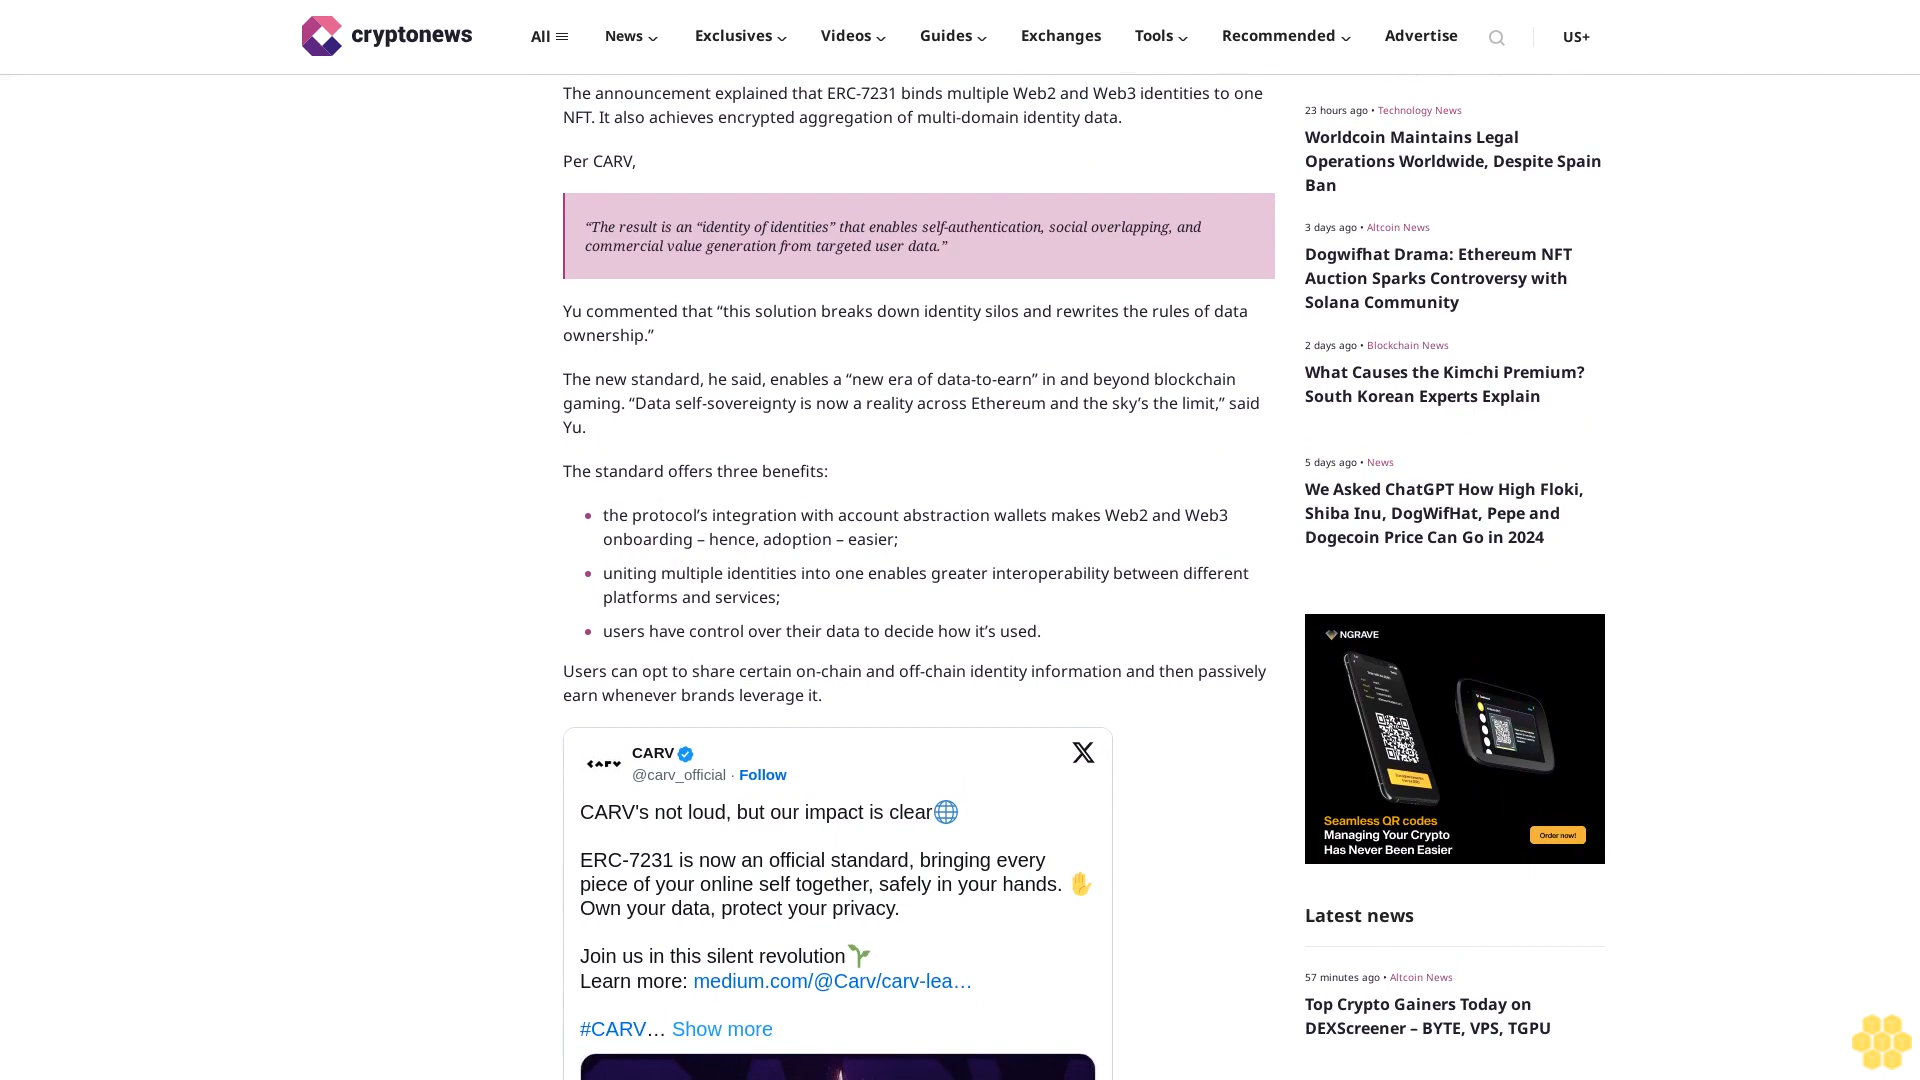 cryptonews
All
News
Exclusives
Videos
Guides
Exchanges
Tools
Recommended
Advertise
US+
The announcement explained that ERC-7231 binds multiple Web2 and Web3 identities to one
NFT. It also achieves encrypted aggregation of multi-domain identity data.
Per CARV,
“The result is an “identity of identities” that enables self-authentication, social overlapping, and
commercial value generation from targeted user data.”
Yu commented that “this solution breaks down identity silos and rewrites the rules of data
ownership.”
The new standard, he said, enables a “new era of data-to-earn” in and beyond blockchain
gaming. “Data self-sovereignty is now a reality across Ethereum and the sky’s the limit,” said
Yu.
The standard offers three benefits:
the protocol’s integration with account abstraction wallets makes Web2 and Web3
onboarding – hence, adoption – easier;
uniting multiple identities into one enables greater interoperability between different
platforms and services;
users have control over their data to decide how it’s used.
Users can opt to share certain on-chain and off-chain identity information and then passively
earn whenever brands leverage it.
CARV
CARV
@carv_official · Follow
CARV's not loud, but our impact is clear🌐
ERC-7231 is now an official standard, bringing every
piece of your online self together, safely in your hands. ✋
Own your data, protect your privacy.
Join us in this silent revolution🌱
Learn more: medium.com/@Carv/carv-lea…
#CARV… Show more
23 hours ago • Technology News
Worldcoin Maintains Legal
Operations Worldwide, Despite Spain
Ban
3 days ago • Altcoin News
Dogwifhat Drama: Ethereum NFT
Auction Sparks Controversy with
Solana Community
2 days ago • Blockchain News
What Causes the Kimchi Premium?
South Korean Experts Explain
5 days ago • News
We Asked ChatGPT How High Floki,
Shiba Inu, DogWifHat, Pepe and
Dogecoin Price Can Go in 2024
NGRAVE
Seamless QR codes
Managing Your Crypto
Has Never Been Easier
Order now!
Latest news
57 minutes ago • Altcoin News
Top Crypto Gainers Today on
DEXScreener – BYTE, VPS, TGPU